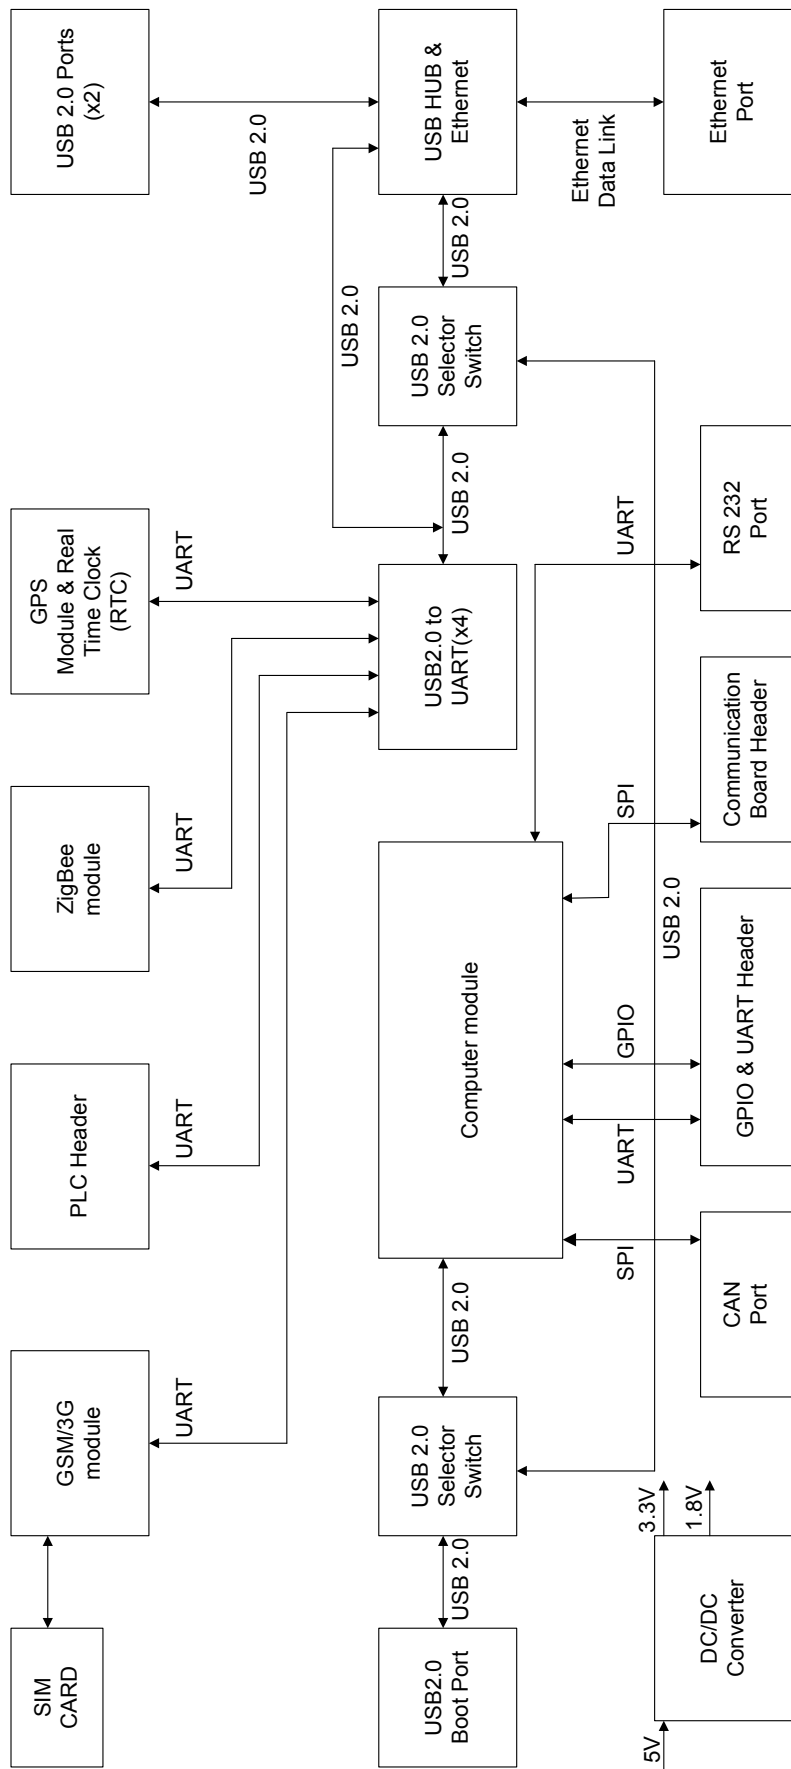 SIM
CARD
GSM/3G
module
PLC Header
ZigBee
module
GPS
Module & Real
Time Clock
(RTC)
USB 2.0 Ports
(x2)
UART
UART
UART
UART
USB 2.0
USB 2.0
USB2.0
Boot Port
USB 2.0
USB 2.0
Selector
Switch
USB 2.0
Computer module
USB2.0 to
UART(x4)
USB 2.0
USB 2.0
Selector
Switch
USB 2.0
USB HUB &
Ethernet
SPI
UART
GPIO
SPI
UART
Ethernet
Data Link
USB 2.0
5V
DC/DC
Converter
3.3V
1.8V
CAN
Port
GPIO & UART Header
Communication
Board Header
RS 232
Port
Ethernet
Port